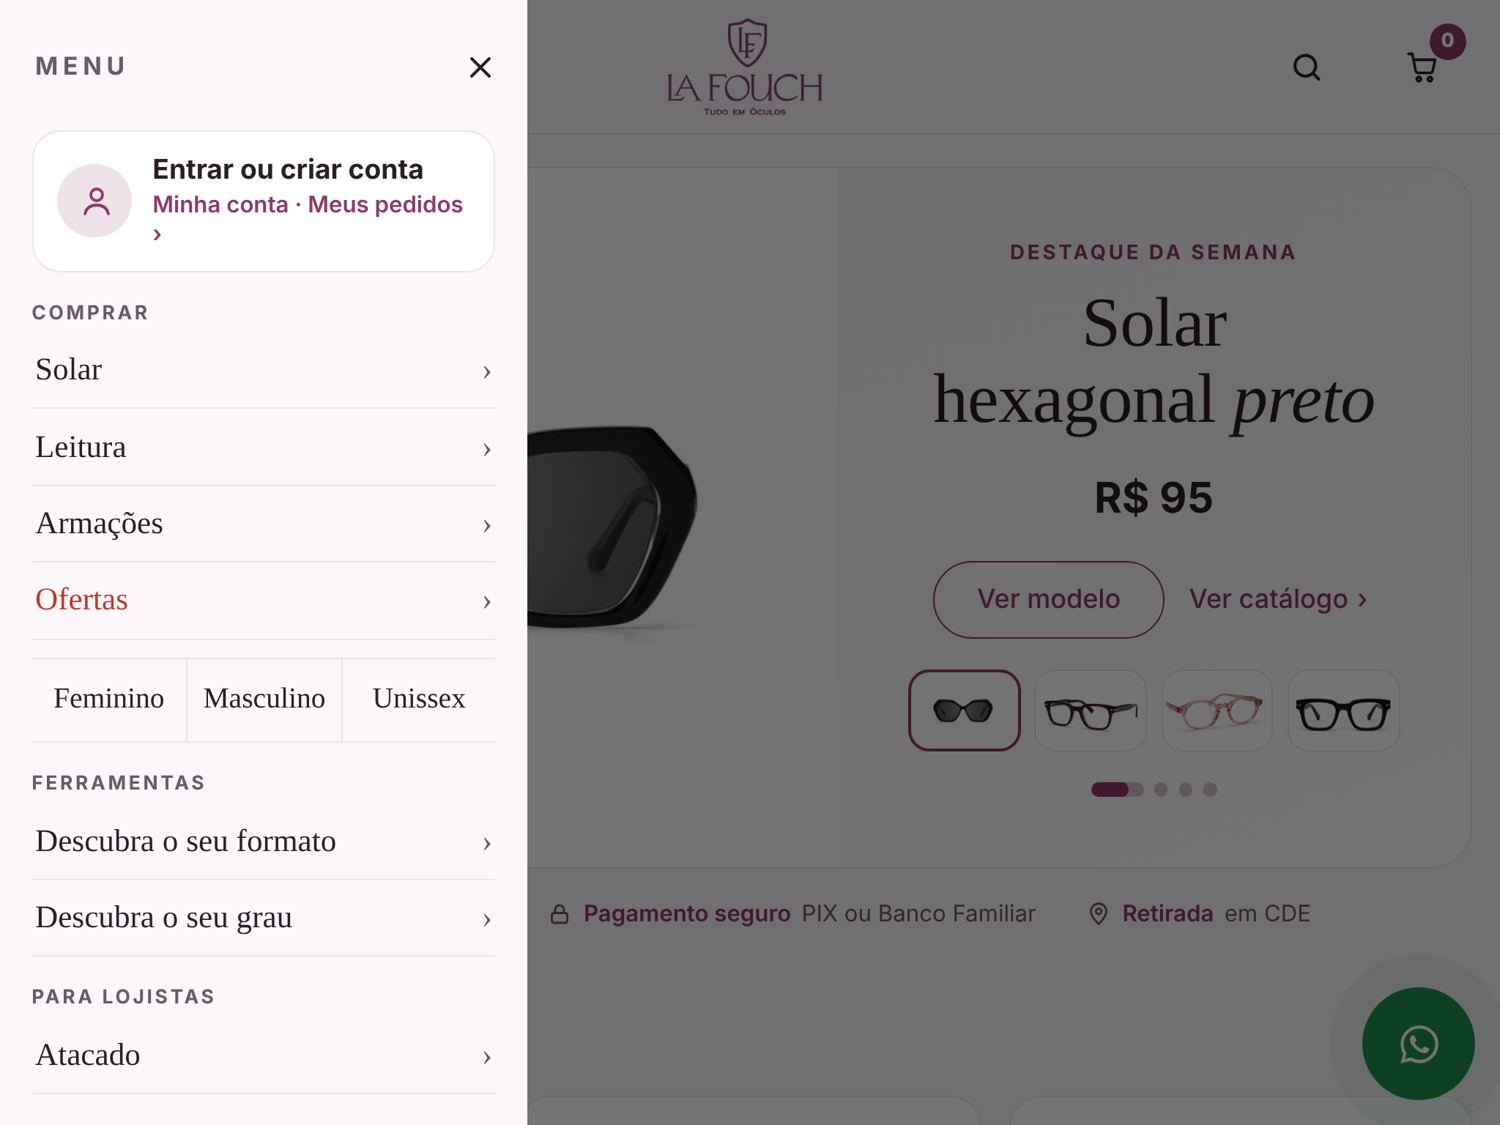 MENU
Entrar ou criar conta
Minha conta · Meus pedidos
›
COMPRAR
Solar ›
Leitura ›
Armações ›
Ofertas ›
Feminino Masculino Unissex
FERRAMENTAS
Descubra o seu formato ›
Descubra o seu grau ›
PARA LOJISTAS
Atacado ›
LF
LA FOUCH
TUDO EM ÓCULOS
0
DESTAQUE DA SEMANA
Solar
hexagonal preto
R$ 95
Ver modelo Ver catálogo ›
Pagamento seguro PIX ou Banco Familiar Retirada em CDE